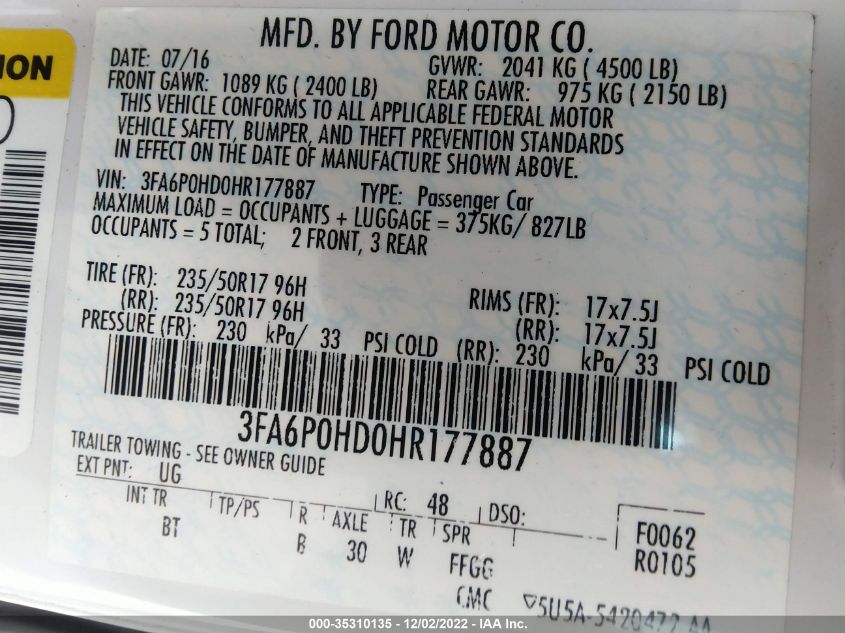 ION
MFD. BY FORD MOTOR CO.
DATE: 07/16 GVWR: 2041 KG ( 4500 LB)
FRONT GAWR: 1089 KG ( 2400 LB) REAR GAWR: 975 KG ( 2150 LB)
THIS VEHICLE CONFORMS TO ALL APPLICABLE FEDERAL MOTOR
VEHICLE SAFETY, BUMPER, AND THEFT PREVENTION STANDARDS
IN EFFECT ON THE DATE OF MANUFACTURE SHOWN ABOVE.
VIN: 3FA6P0HD0HR177887 TYPE: Passenger Car
MAXIMUM LOAD = OCCUPANTS + LUGGAGE = 375KG/ 827LB
OCCUPANTS = 5 TOTAL; 2 FRONT, 3 REAR
TIRE (FR): 235/50R17 96H RIMS (FR): 17x7.5J
(RR): 235/50R17 96H (RR): 17x7.5J
PRESSURE (FR): 230 kPa/ 33 PSI COLD (RR): 230 kPa/ 33 PSI COLD
3FA6P0HD0HR177887
TRAILER TOWING - SEE OWNER GUIDE
EXT PNT: UG RC: 48 DSO:
INT TR TP/PS R AXLE TR SPR F0062
BT B 30 W FFGG R0105
CMC 5U5A-5420472 AA
000-35310135 - 12/02/2022 - IAA Inc.